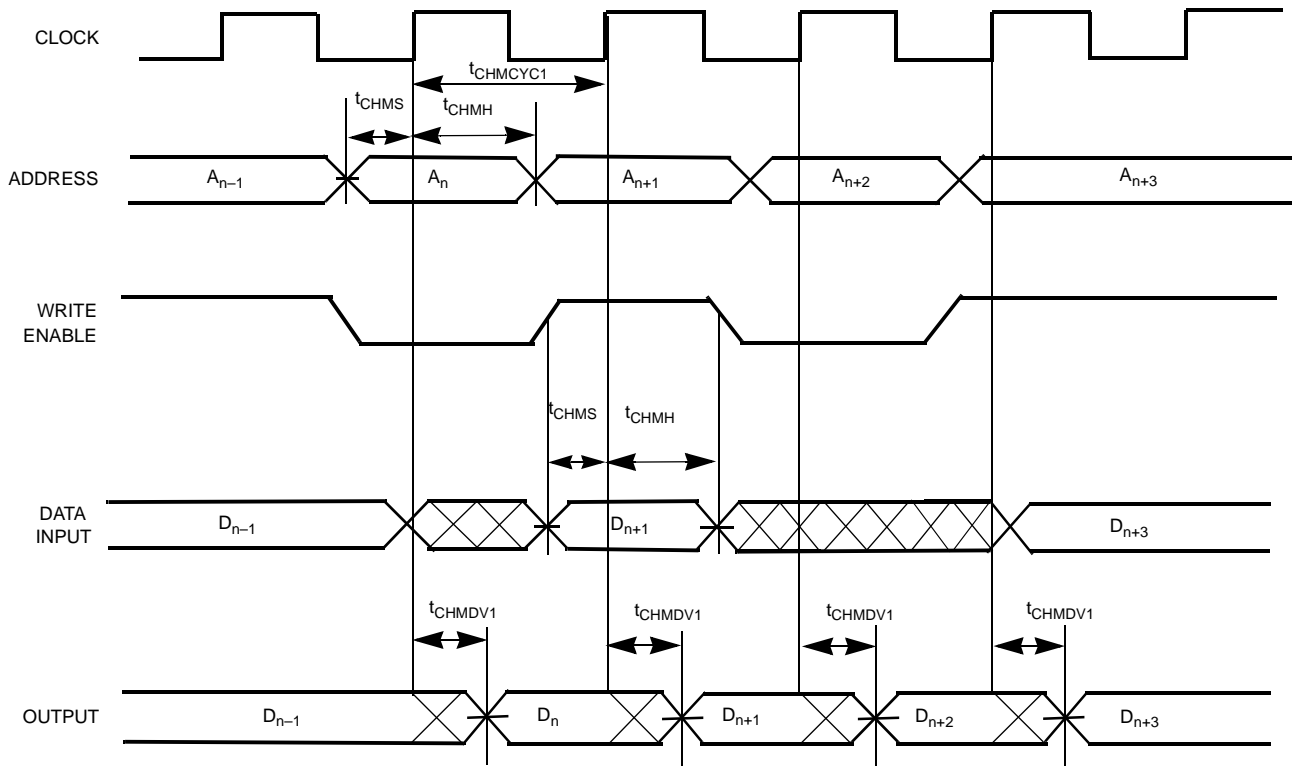 CLOCK
tCHMCYC1
tCHMS
tCHMH
ADDRESS
An–1
An
An+1
An+2
An+3
WRITE
ENABLE
tCHMS
tCHMH
DATA
INPUT
Dn–1
Dn+1
Dn+3
tCHMDV1
tCHMDV1
tCHMDV1
tCHMDV1
OUTPUT
Dn–1
Dn
Dn+1
Dn+2
Dn+3